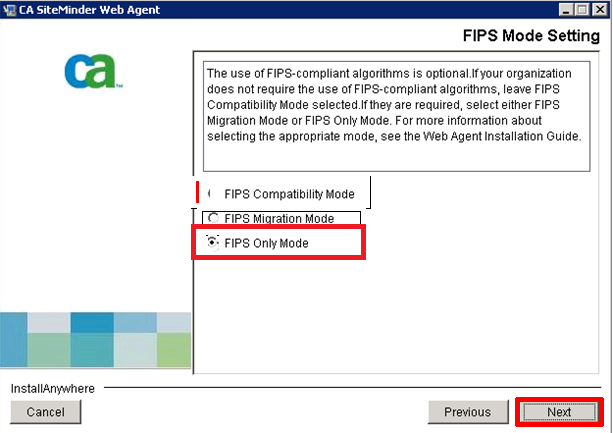 CA SiteMinder Web Agent
FIPS Mode Setting
ca
The use of FIPS-compliant algorithms is optional.If your organization
does not require the use of FIPS-compliant algorithms, leave FIPS
Compatibility Mode selected.If they are required, select either FIPS
Migration Mode or FIPS Only Mode. For more information about
selecting the appropriate mode, see the Web Agent Installation Guide.
FIPS Compatibility Mode
FIPS Migration Mode
FIPS Only Mode
InstallAnywhere
Cancel
Previous
Next